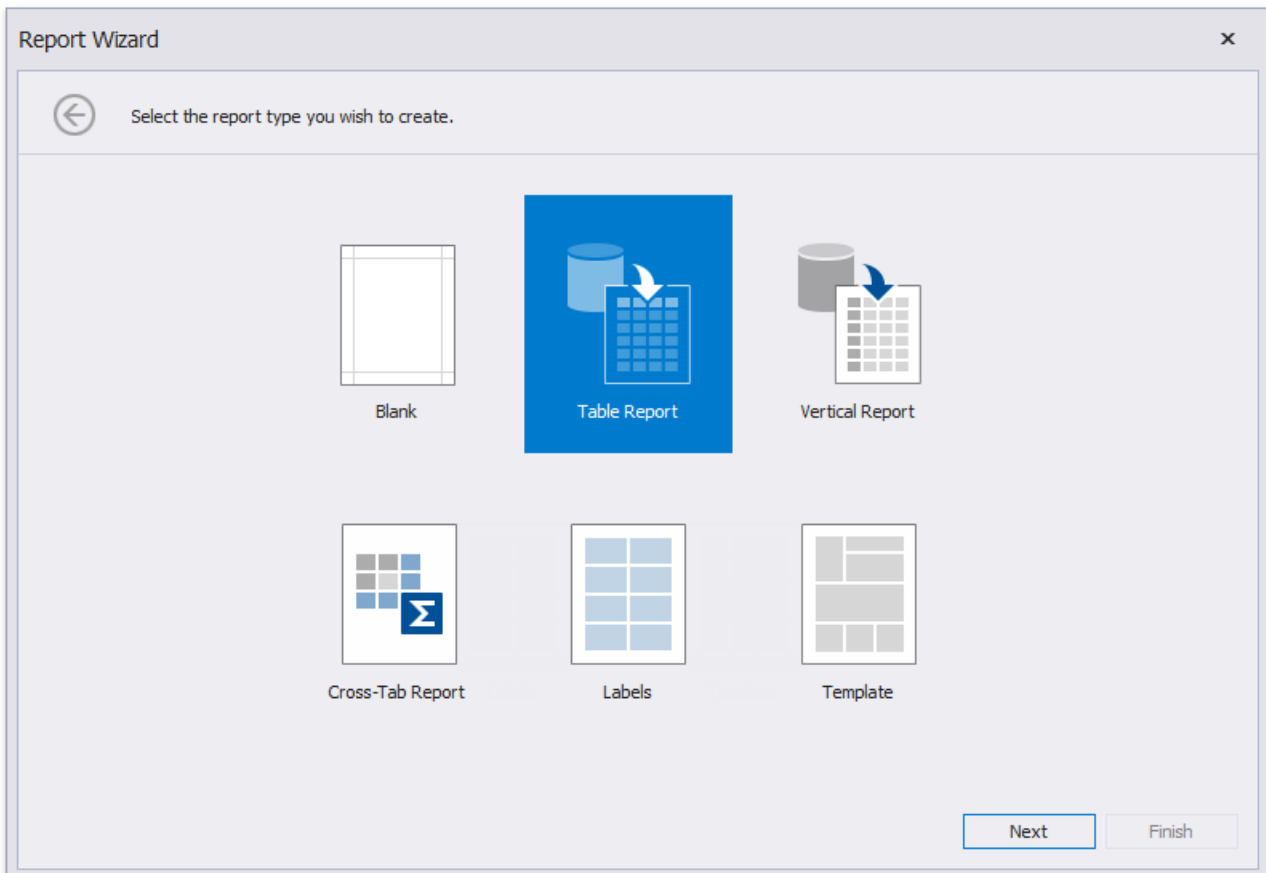 Report Wizard
Select the report type you wish to create.
Blank
Table Report
Vertical Report
Cross-Tab Report
Labels
Template
Next
Finish